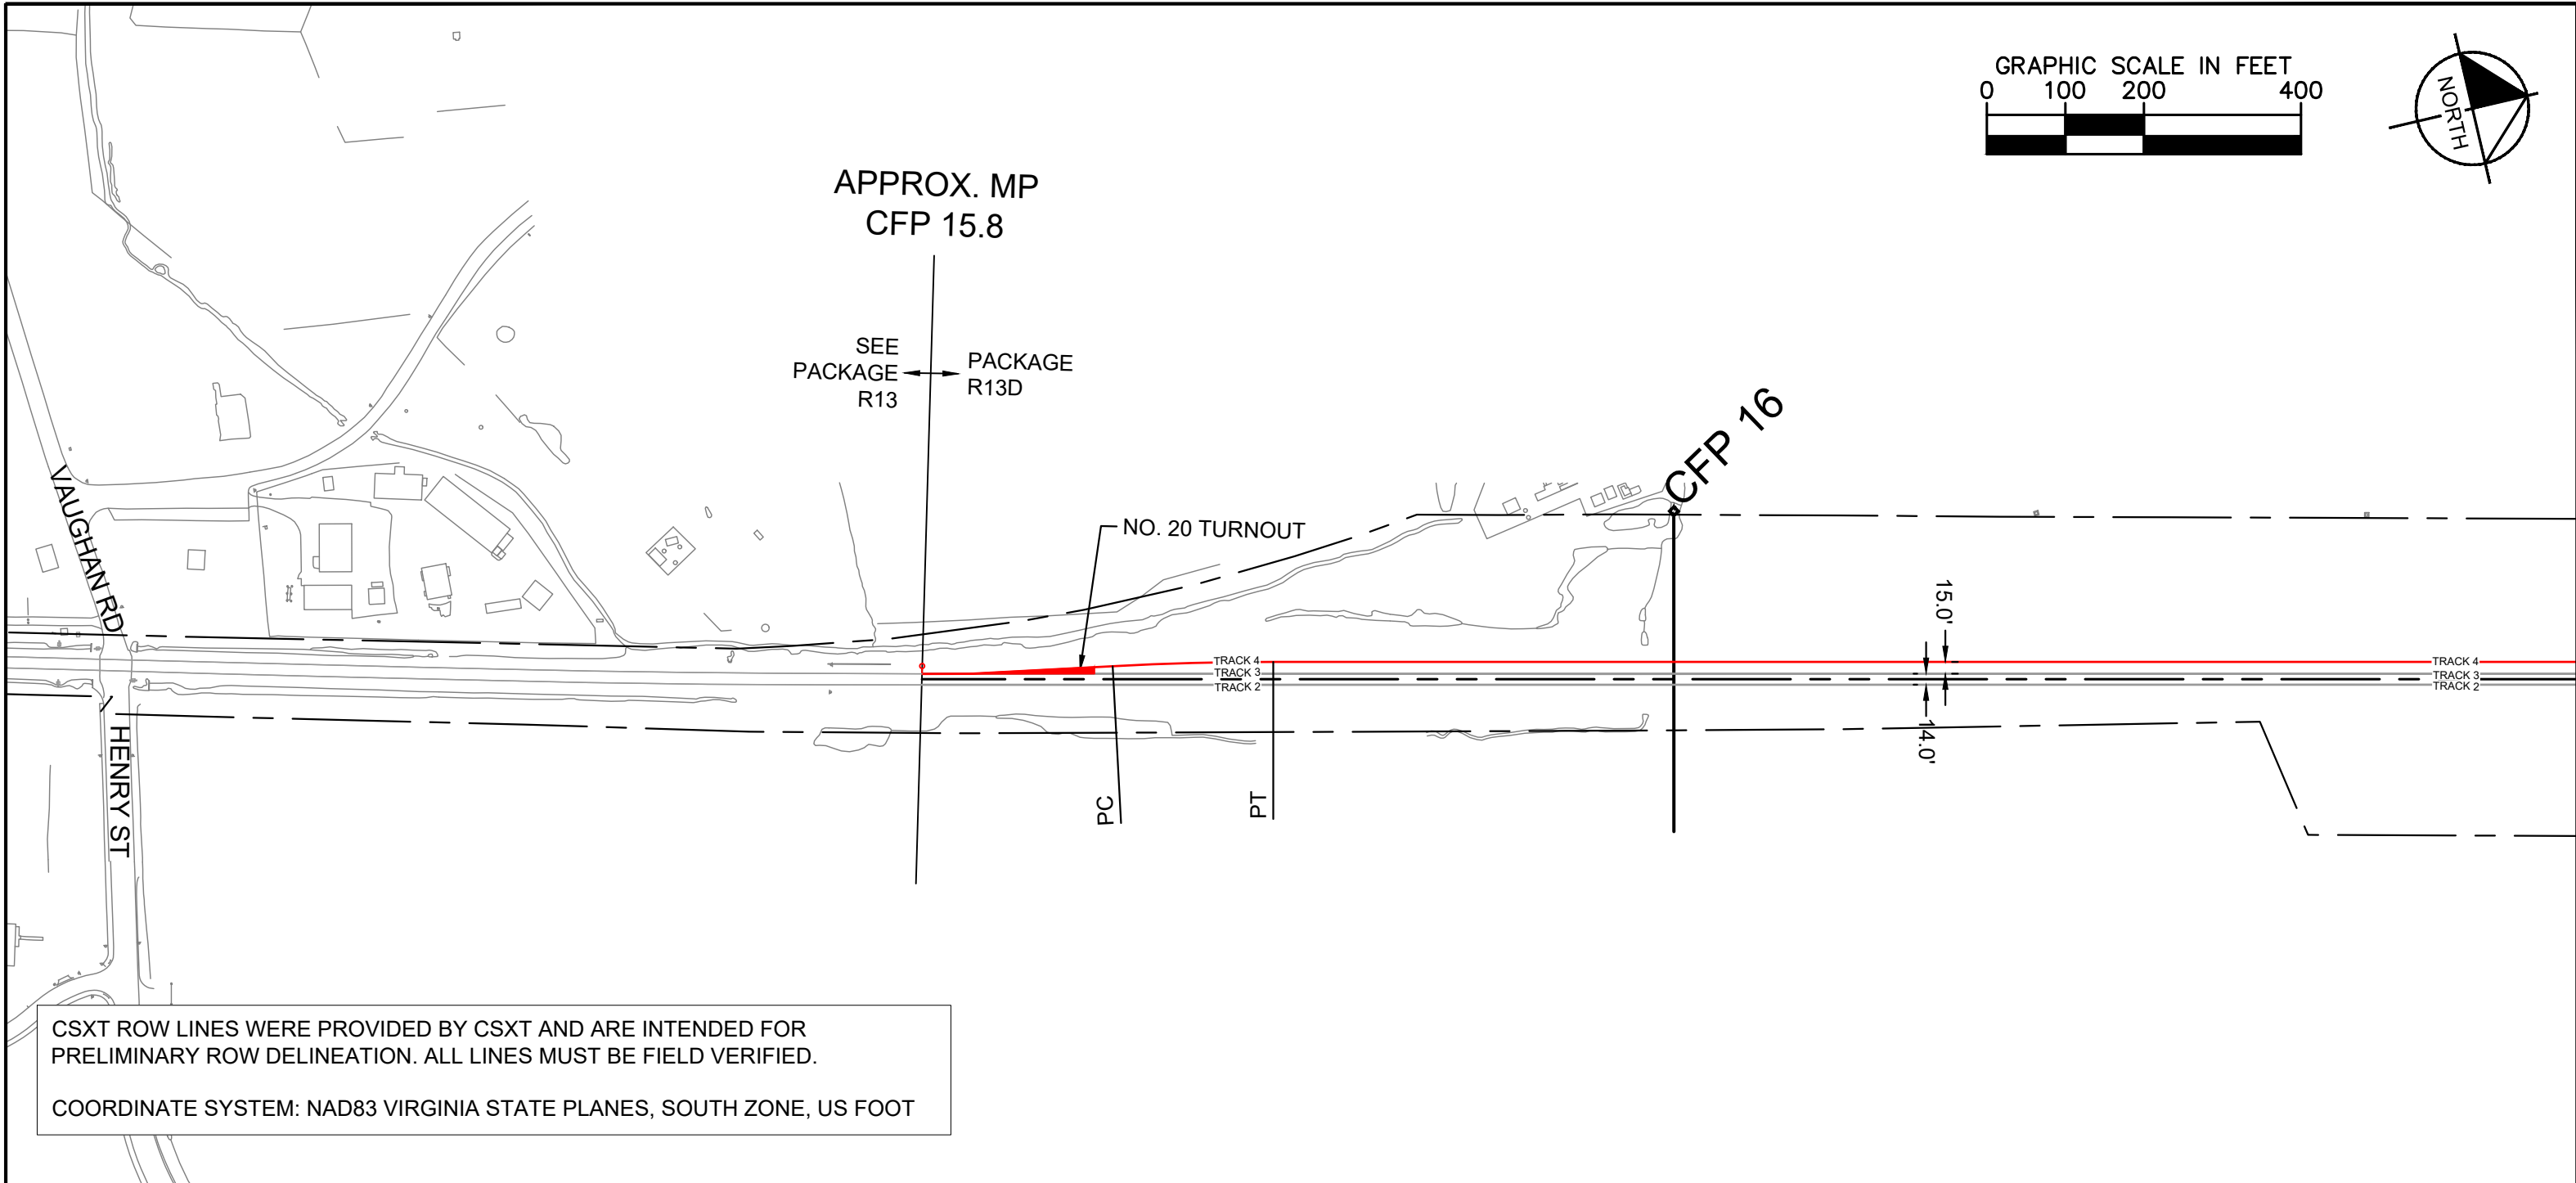 GRAPHIC SCALE IN FEET
0 100 200 400
NORTH
APPROX. MP
CFP 15.8
SEE
PACKAGE
R13
PACKAGE
R13D
CFP 16
NO. 20 TURNOUT
VAUGHAN RD
HENRY ST
TRACK 4
TRACK 3
TRACK 2
15.0'
14.0'
TRACK 4
TRACK 3
TRACK 2
PC
PT
CSXT ROW LINES WERE PROVIDED BY CSXT AND ARE INTENDED FOR
PRELIMINARY ROW DELINEATION. ALL LINES MUST BE FIELD VERIFIED.
COORDINATE SYSTEM: NAD83 VIRGINIA STATE PLANES, SOUTH ZONE, US FOOT